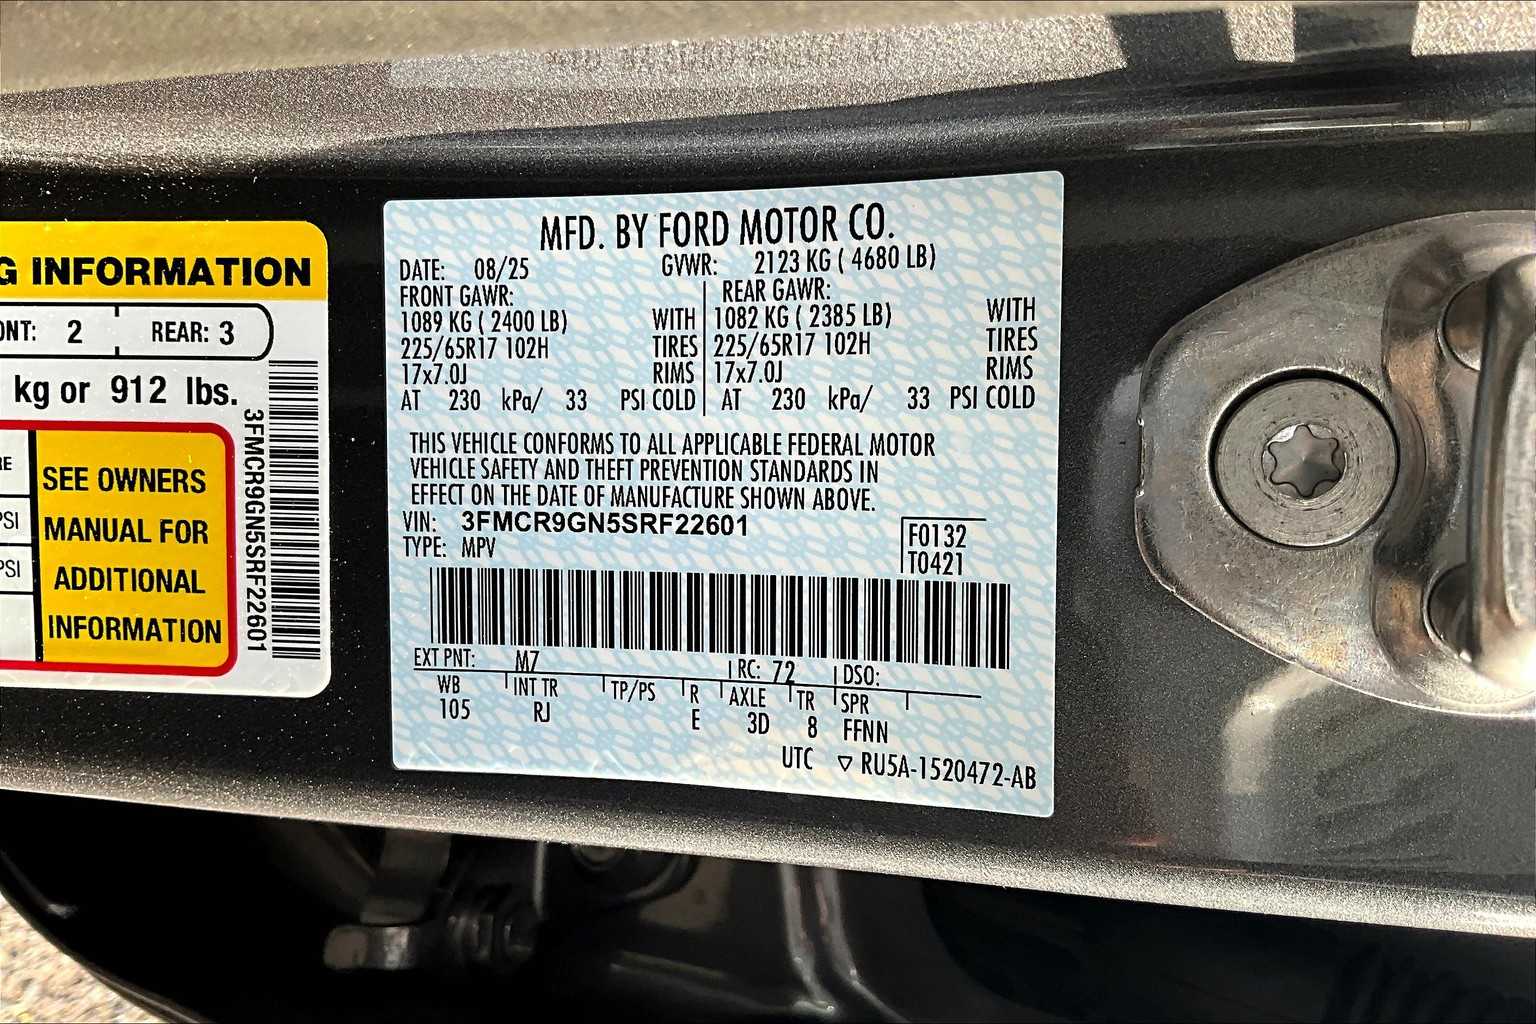 G INFORMATION
ONT: 2 REAR: 3
kg or 912 lbs.
RE
PSI
PSI
SEE OWNERS
MANUAL FOR
ADDITIONAL
INFORMATION
3FMCR9GN5SRF22601
MFD. BY FORD MOTOR CO.
DATE: 08/25 GVWR: 2123 KG ( 4680 LB)
FRONT GAWR: REAR GAWR:
1089 KG ( 2400 LB) WITH 1082 KG ( 2385 LB) WITH
225/65R17 102H TIRES 225/65R17 102H TIRES
17x7.0J RIMS 17x7.0J RIMS
AT 230 kPa/ 33 PSI COLD AT 230 kPa/ 33 PSI COLD
THIS VEHICLE CONFORMS TO ALL APPLICABLE FEDERAL MOTOR
VEHICLE SAFETY AND THEFT PREVENTION STANDARDS IN
EFFECT ON THE DATE OF MANUFACTURE SHOWN ABOVE.
VIN: 3FMCR9GN5SRF22601 F0132
TYPE: MPV T0421
EXT PNT: M7 RC: 72 DSO:
WB INT TR TP/PS R AXLE TR SPR
105 RJ E 3D 8 FFNN
UTC ▽ RU5A-1520472-AB